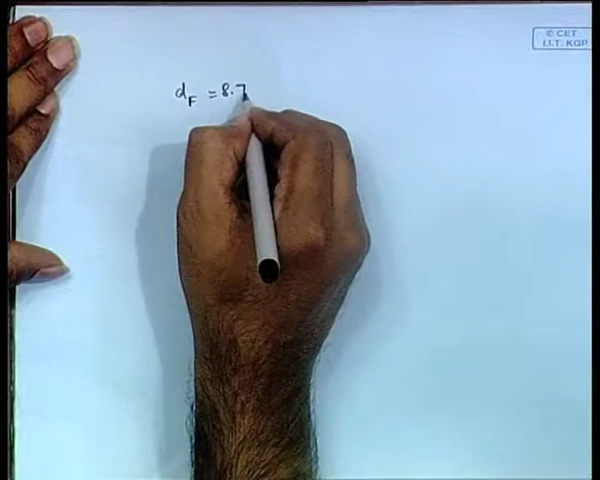 © CET
I.I.T. KGP
d_F = 8.7